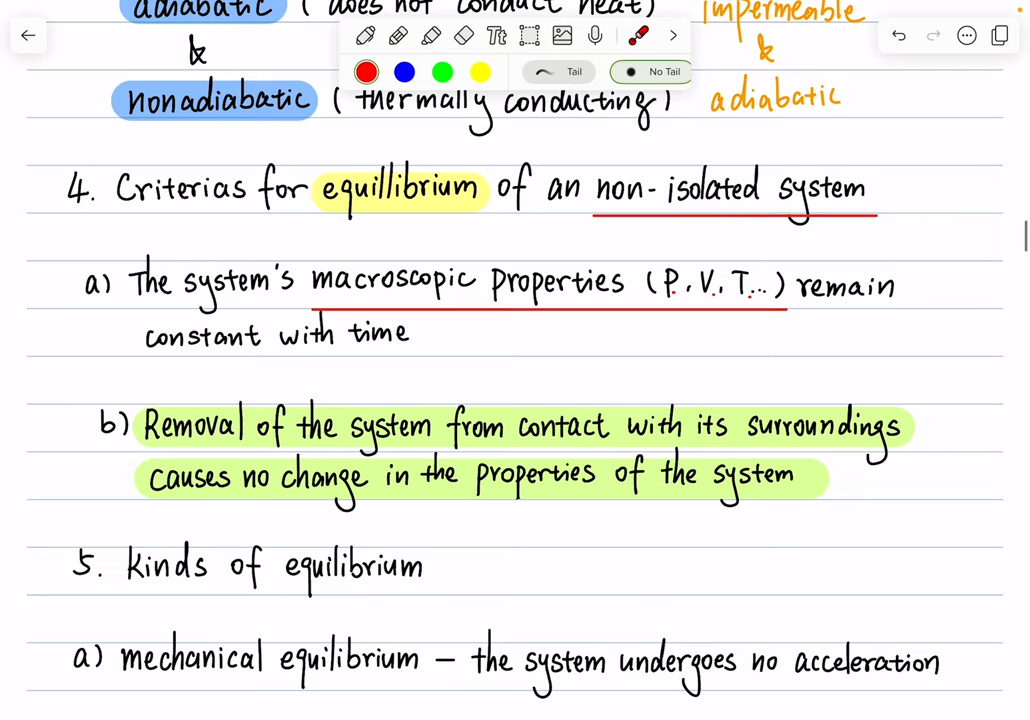 adiabatic ( does not conduct heat) impermeable
&
&
nonadiabatic ( thermally conducting) adiabatic
Tail
No Tail
4. Criterias for equillibrium of an non-isolated system
a) The system's macroscopic properties (P.V.T...) remain
constant with time
b) Removal of the system from contact with its surroundings
causes no change in the properties of the system
5. Kinds of equilibrium
a) mechanical equilibrium — the system undergoes no acceleration